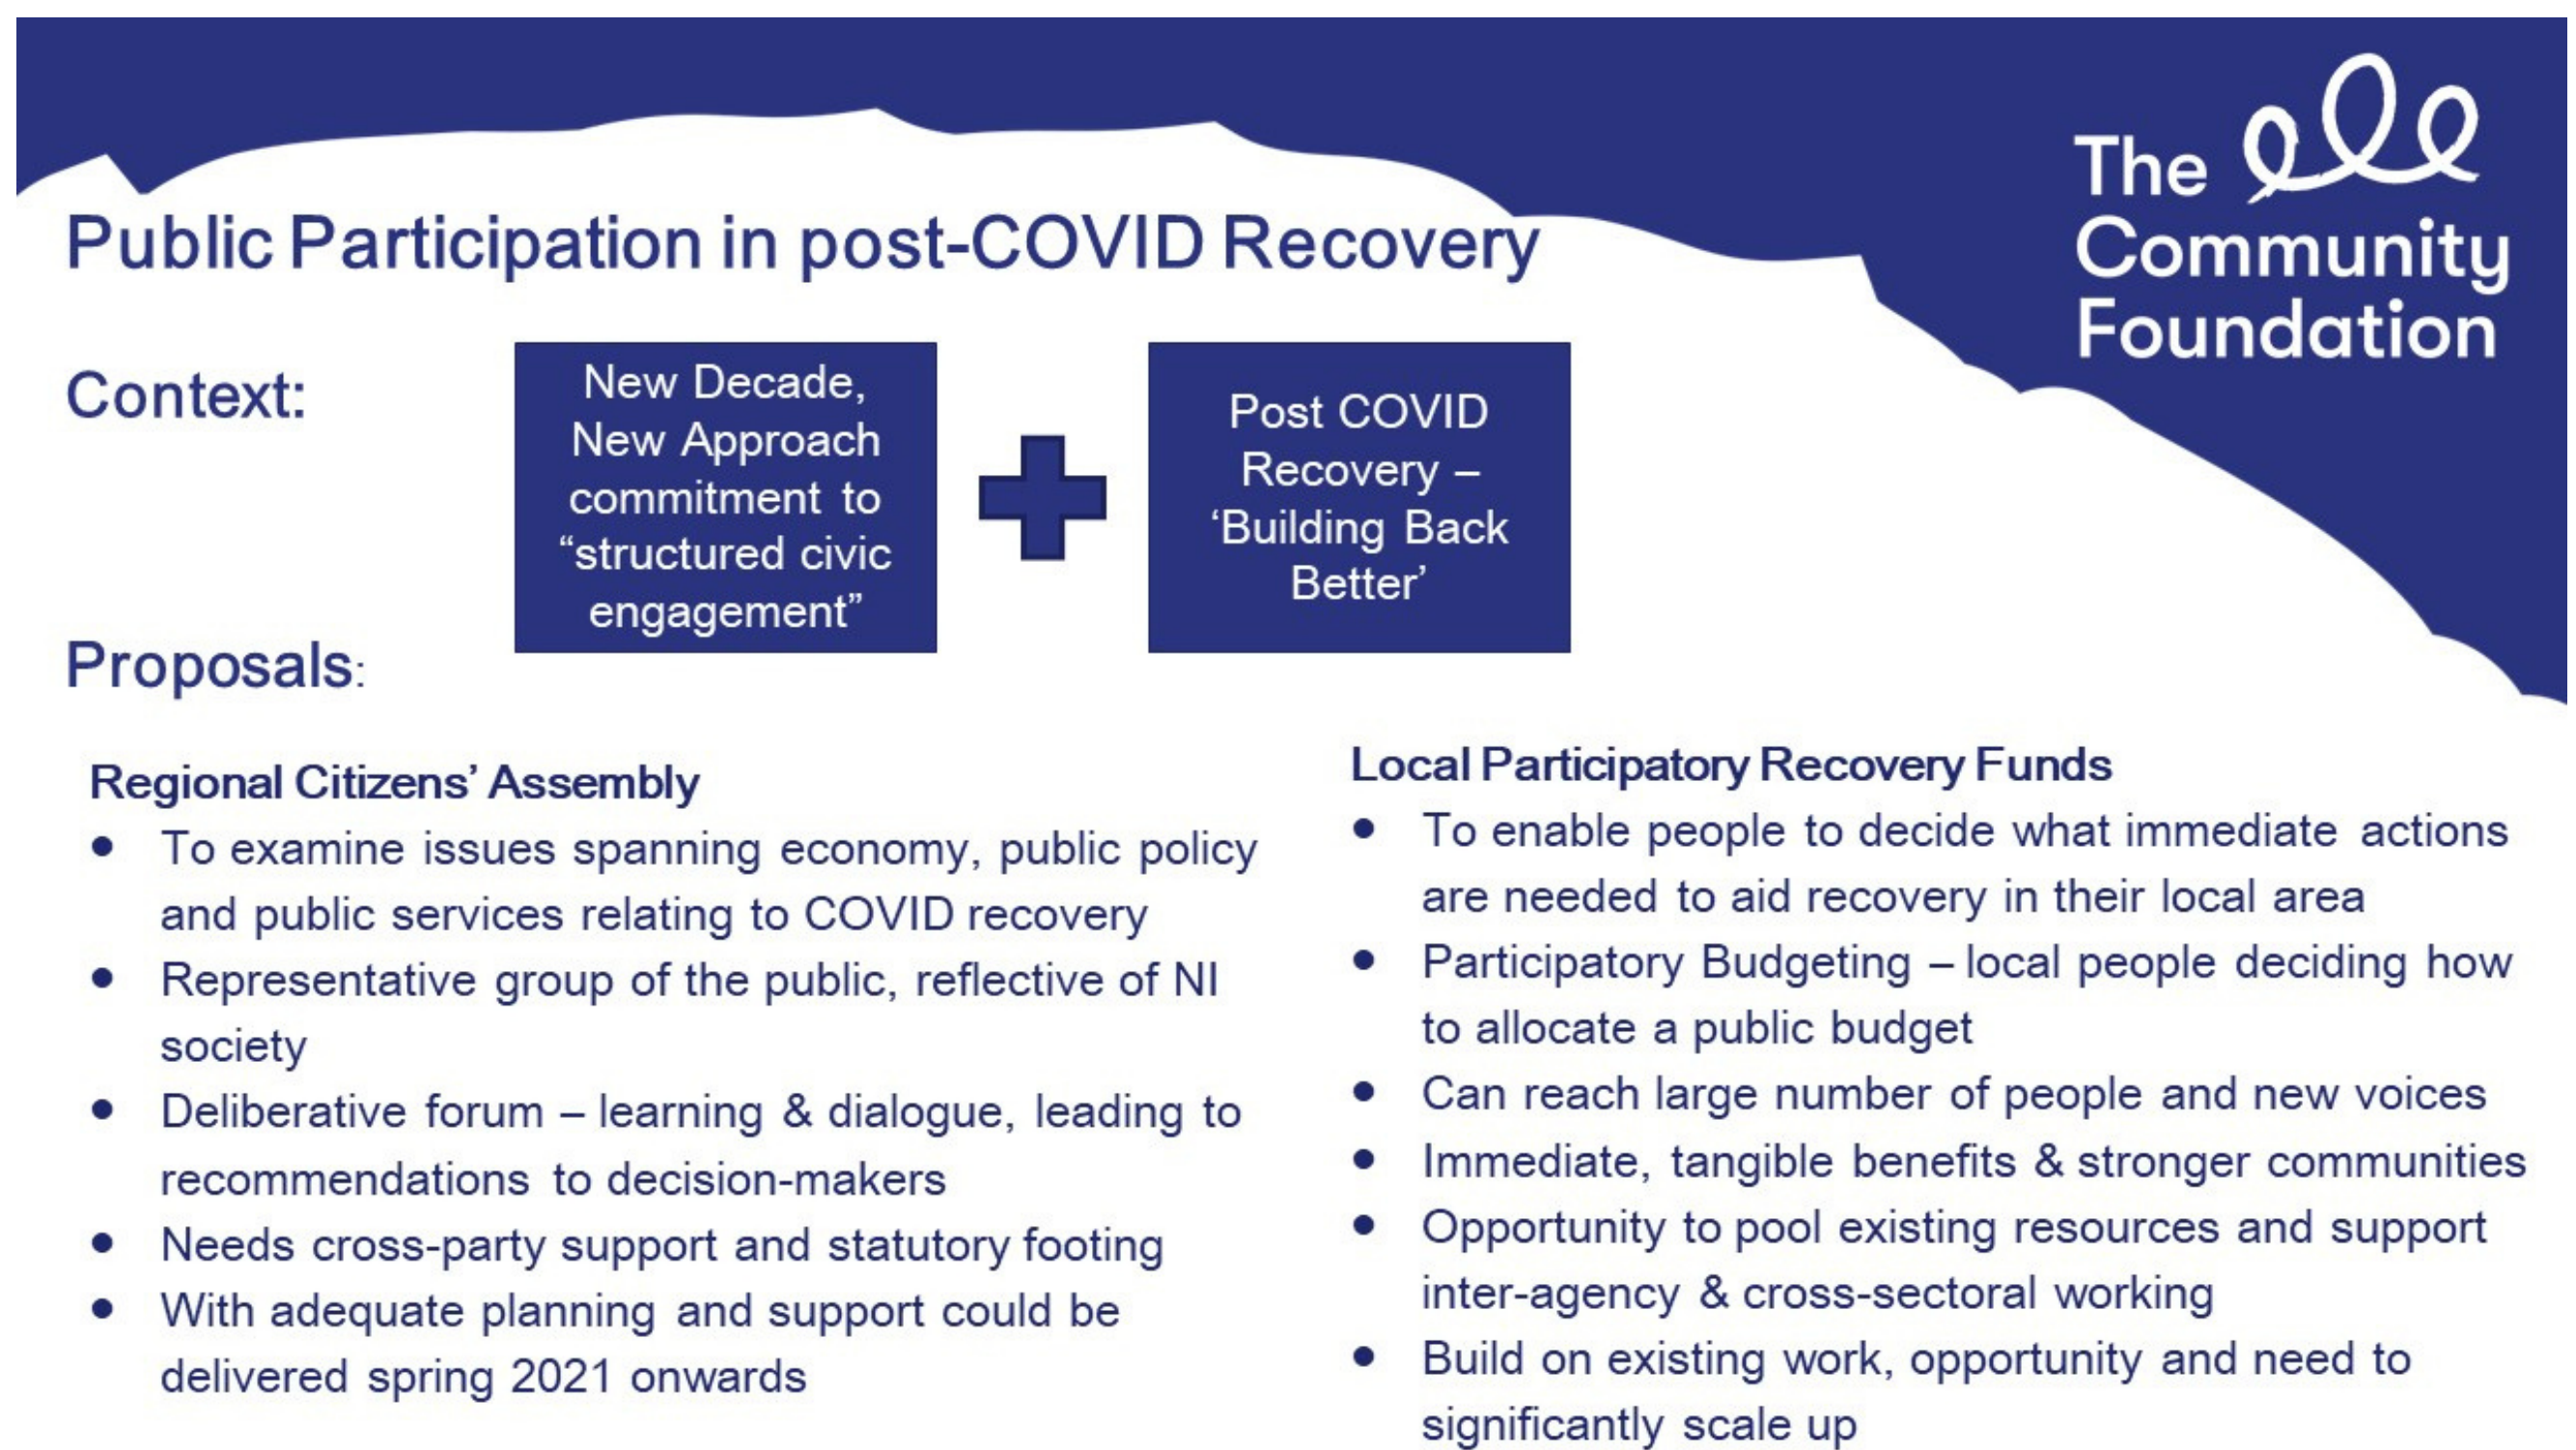 The
Community
Foundation
Public Participation in post-COVID Recovery
Context:
New Decade,
New Approach
commitment to
“structured civic
engagement”
Post COVID
Recovery –
‘Building Back
Better’
Proposals:
Regional Citizens’ Assembly
● To examine issues spanning economy, public policy
and public services relating to COVID recovery
● Representative group of the public, reflective of NI
society
● Deliberative forum – learning & dialogue, leading to
recommendations to decision-makers
● Needs cross-party support and statutory footing
● With adequate planning and support could be
delivered spring 2021 onwards
Local Participatory Recovery Funds
● To enable people to decide what immediate actions
are needed to aid recovery in their local area
● Participatory Budgeting – local people deciding how
to allocate a public budget
● Can reach large number of people and new voices
● Immediate, tangible benefits & stronger communities
● Opportunity to pool existing resources and support
inter-agency & cross-sectoral working
● Build on existing work, opportunity and need to
significantly scale up